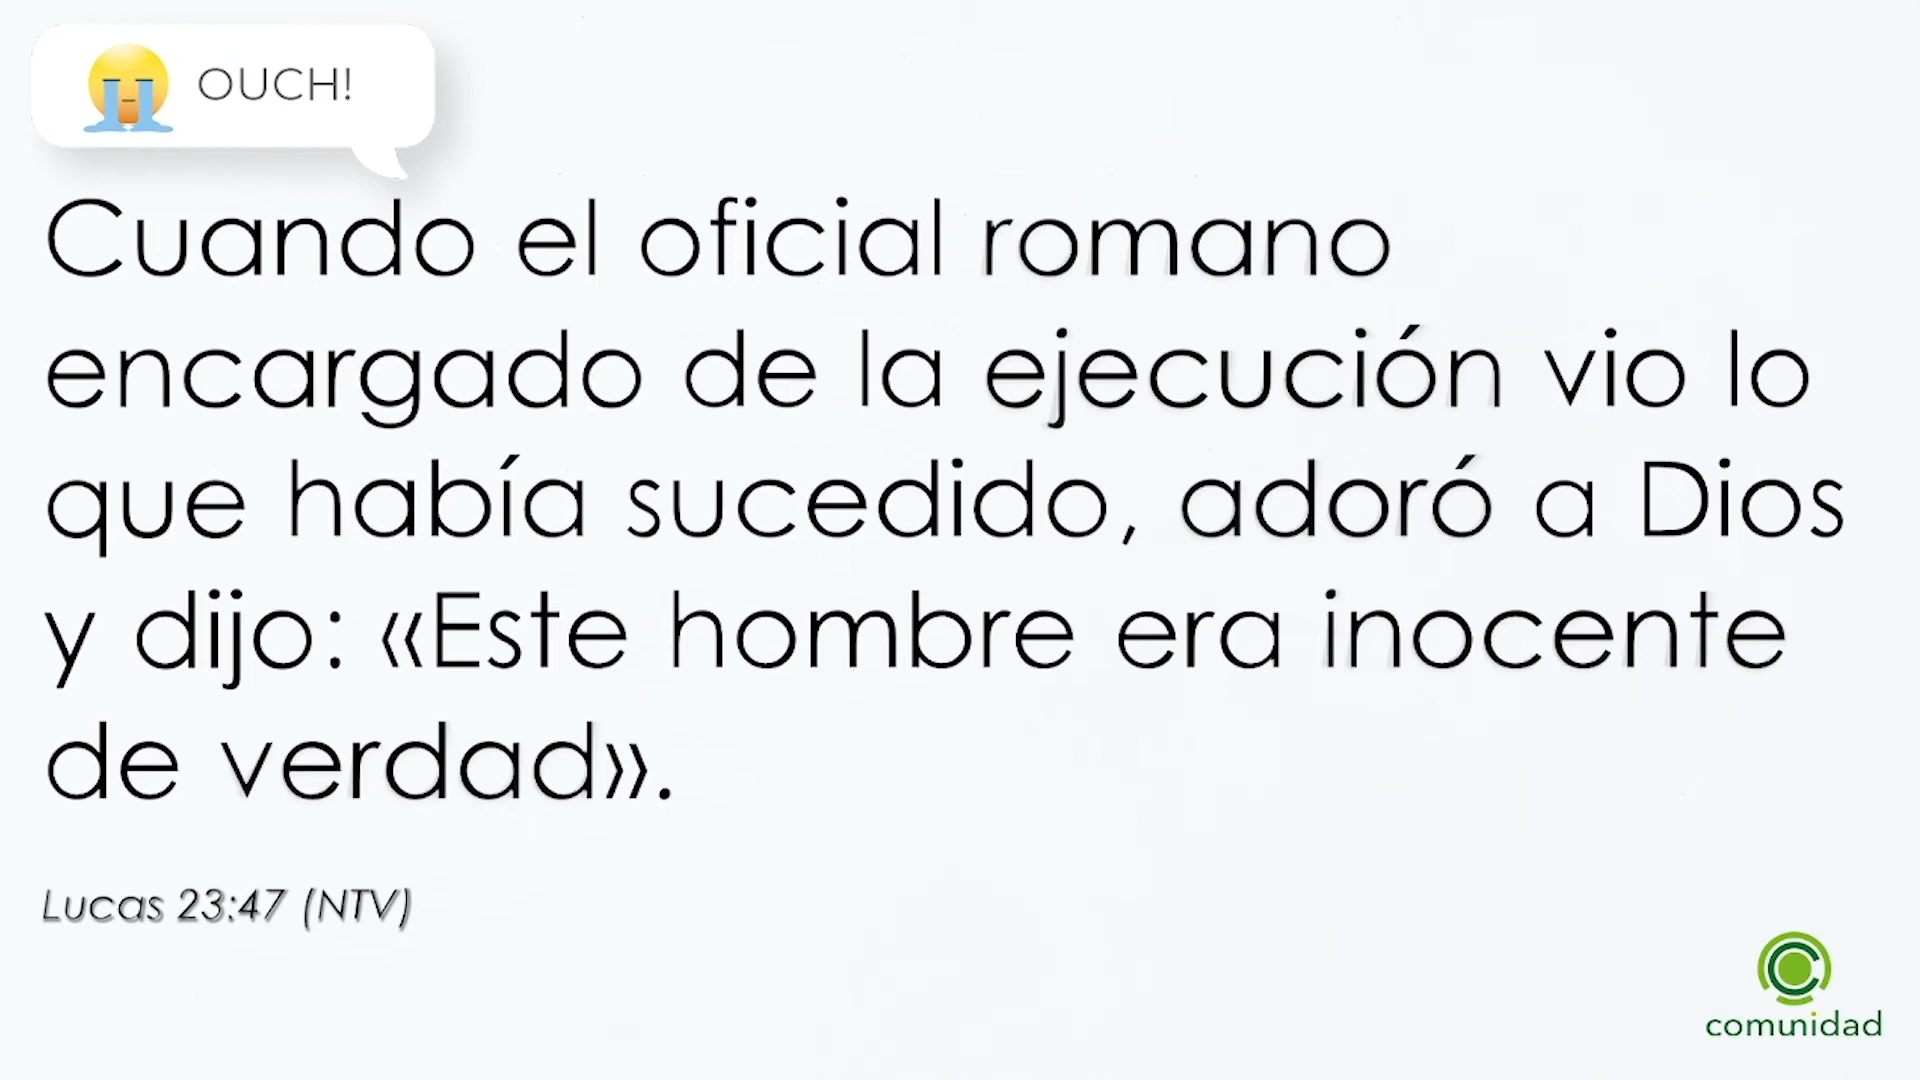 OUCH!
Cuando el oficial romano
encargado de la ejecución vio lo
que había sucedido, adoró a Dios
y dijo: «Este hombre era inocente
de verdad».
Lucas 23:47 (NTV)
comunidad